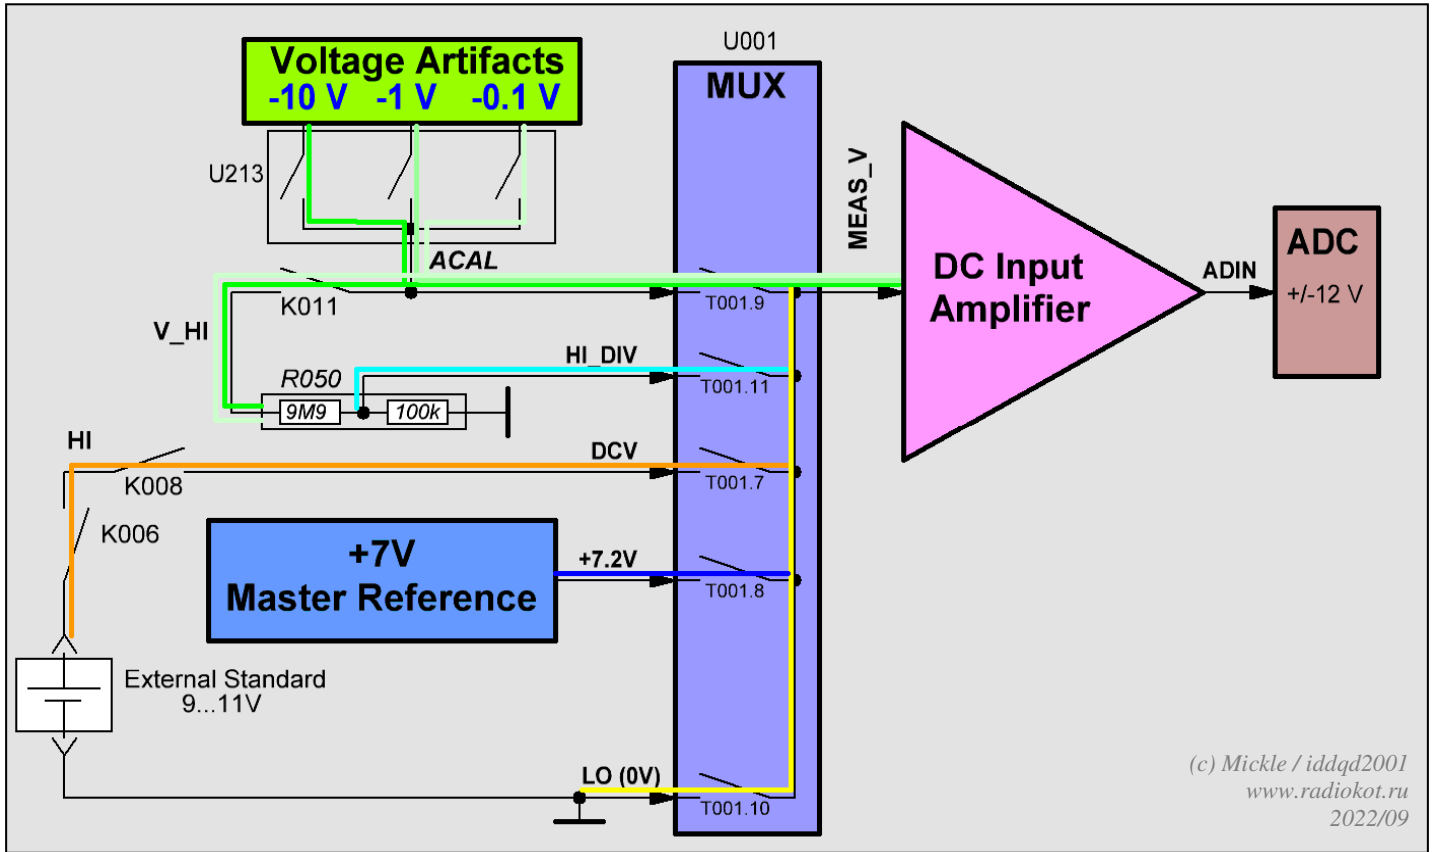 U001
Voltage Artifacts
-10 V -1 V -0.1 V
MUX
U213
MEAS_V
ACAL
DC Input
Amplifier
ADC
+/-12 V
ADIN
K011
T001.9
V_HI
HI_DIV
R050
T001.11
9M9
100k
HI
DCV
K008
T001.7
K006
+7V
Master Reference
+7.2V
T001.8
External Standard
9...11V
LO (0V)
T001.10
(c) Mickle / iddqd2001
www.radiokot.ru
2022/09